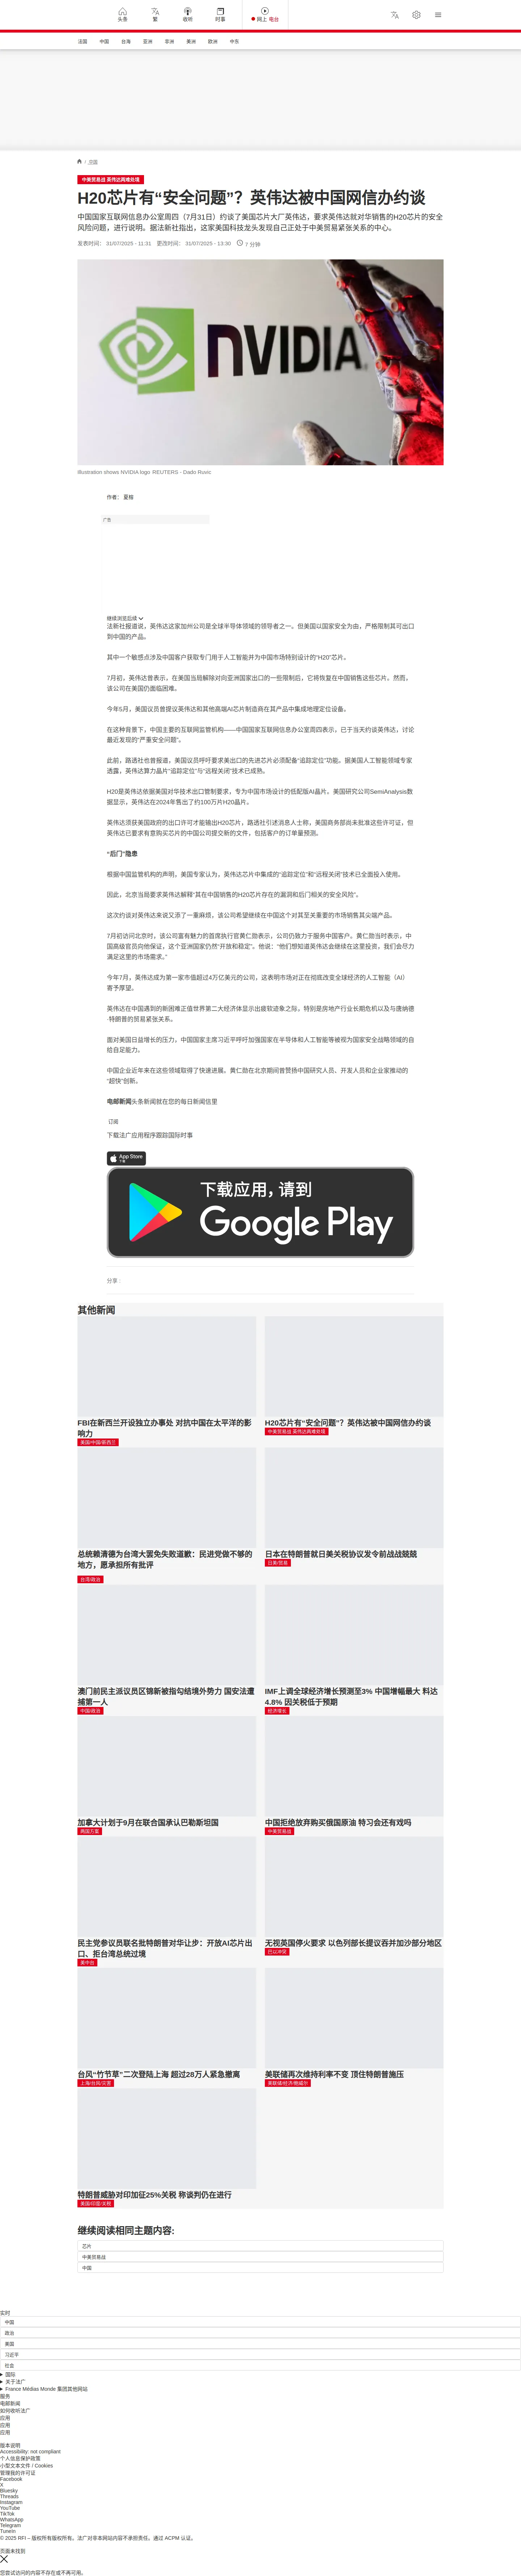 头条
繁
收听
时事
网上 电台
法国
中国
台海
亚洲
非洲
美洲
欧洲
中东
/ 中国
中美贸易战 英伟达两难处境
H20芯片有“安全问题”？英伟达被中国网信办约谈
中国国家互联网信息办公室周四（7月31日）约谈了美国芯片大厂英伟达，要求英伟达就对华销售的H20芯片的安全风险问题，进行说明。据法新社指出，这家美国科技龙头发现自己正处于中美贸易紧张关系的中心。
发表时间： 31/07/2025 - 11:31 更改时间： 31/07/2025 - 13:30 7 分钟
NVIDIA
Illustration shows NVIDIA logo REUTERS - Dado Ruvic
作者： 夏榕
广告
继续浏览后续
法新社报道说，英伟达这家加州公司是全球半导体领域的领导者之一。但美国以国家安全为由，严格限制其可出口到中国的产品。
其中一个敏感点涉及中国客户获取专门用于人工智能并为中国市场特别设计的“H20”芯片。
7月初，英伟达曾表示，在美国当局解除对向亚洲国家出口的一些限制后，它将恢复在中国销售这些芯片。然而，该公司在美国仍面临困难。
今年5月，美国议员曾提议英伟达和其他高端AI芯片制造商在其产品中集成地理定位设备。
在这种背景下，中国主要的互联网监管机构——中国国家互联网信息办公室周四表示，已于当天约谈英伟达，讨论最近发现的“严重安全问题”。
此前，路透社也曾报道，美国议员呼吁要求美出口的先进芯片必须配备“追踪定位”功能。据美国人工智能领域专家透露，英伟达算力晶片“追踪定位”与“远程关闭”技术已成熟。
H20是英伟达依据美国对华技术出口管制要求，专为中国市场设计的低配版AI晶片。美国研究公司SemiAnalysis数据显示，英伟达在2024年售出了约100万片H20晶片。
英伟达须获美国政府的出口许可才能输出H20芯片，路透社引述消息人士称，美国商务部尚未批准这些许可证，但英伟达已要求有意购买芯片的中国公司提交新的文件，包括客户的订单量预测。
“后门”隐患
根据中国监管机构的声明，美国专家认为，英伟达芯片中集成的“追踪定位”和“远程关闭”技术已全面投入使用。
因此，北京当局要求英伟达解释“其在中国销售的H20芯片存在的漏洞和后门相关的安全风险”。
这次约谈对英伟达来说又添了一重麻烦，该公司希望继续在中国这个对其至关重要的市场销售其尖端产品。
7月初访问北京时，该公司富有魅力的首席执行官黄仁勋表示，公司仍致力于服务中国客户。黄仁勋当时表示，中国高级官员向他保证，这个亚洲国家仍然“开放和稳定”。他说：“他们想知道英伟达会继续在这里投资，我们会尽力满足这里的市场需求。”
今年7月，英伟达成为第一家市值超过4万亿美元的公司，这表明市场对正在彻底改变全球经济的人工智能（AI）寄予厚望。
英伟达在中国遇到的新困难正值世界第二大经济体显示出疲软迹象之际，特别是房地产行业长期危机以及与唐纳德·特朗普的贸易紧张关系。
面对美国日益增长的压力，中国国家主席习近平呼吁加强国家在半导体和人工智能等被视为国家安全战略领域的自给自足能力。
中国企业近年来在这些领域取得了快速进展。黄仁勋在北京期间曾赞扬中国研究人员、开发人员和企业家推动的“超快”创新。
电邮新闻头条新闻就在您的每日新闻信里
订阅
下载法广应用程序跟踪国际时事
App Store 下载
下载应用，请到
Google Play
分享 :
其他新闻
FBI在新西兰开设独立办事处 对抗中国在太平洋的影响力
美国/中国/新西兰
H20芯片有“安全问题”？英伟达被中国网信办约谈
中美贸易战 英伟达两难处境
总统赖清德为台湾大罢免失败道歉：民进党做不够的地方，愿承担所有批评
台湾/政治
日本在特朗普就日美关税协议发令前战战兢兢
日美/贸易
澳门前民主派议员区锦新被指勾结境外势力 国安法遭捕第一人
中国/政治
IMF上调全球经济增长预测至3% 中国增幅最大 料达4.8% 因关税低于预期
经济增长
加拿大计划于9月在联合国承认巴勒斯坦国
两国方案
中国拒绝放弃购买俄国原油 特习会还有戏吗
中美贸易战
民主党参议员联名批特朗普对华让步：开放AI芯片出口、拒台湾总统过境
美中台
无视英国停火要求 以色列部长提议吞并加沙部分地区
巴以冲突
台风“竹节草”二次登陆上海 超过28万人紧急撤离
上海/台风/灾害
美联储再次维持利率不变 顶住特朗普施压
美联储/经济/鲍威尔
特朗普威胁对印加征25%关税 称谈判仍在进行
美国/印度/关税
继续阅读相同主题内容:
芯片
中美贸易战
中国
实时
中国
政治
美国
习近平
社会
国际
关于法广
France Médias Monde 集团其他网站
服务
电邮新闻
如何收听法广
应用
应用
应用
版本说明
Accessibility: not compliant
个人信息保护政策
小型文本文件 / Cookies
管理我的许可证
Facebook
X
Bluesky
Threads
Instagram
YouTube
TikTok
WhatsApp
Telegram
TuneIn
© 2025 RFI – 版权所有版权所有。法广对非本网站内容不承担责任。通过 ACPM 认证。
页面未找到
您尝试访问的内容不存在或不再可用。